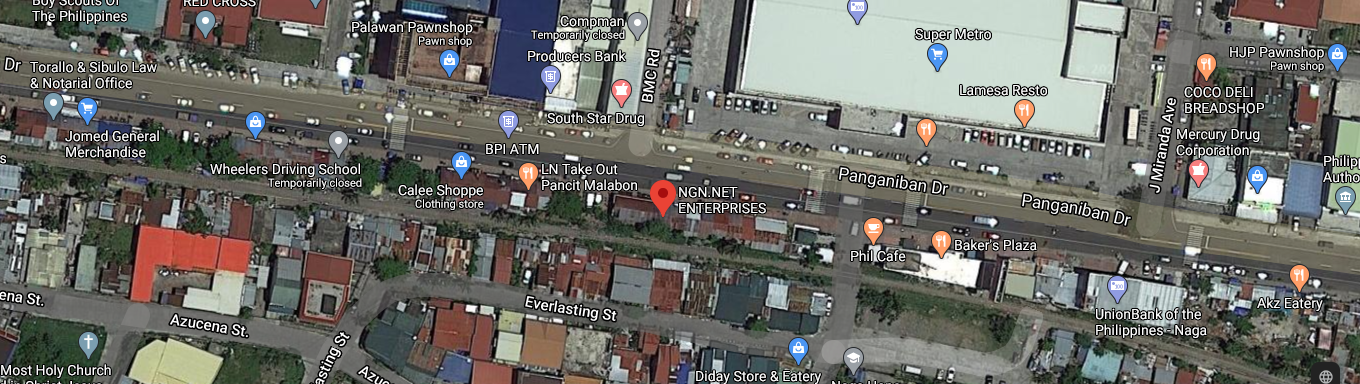 Boy Scouts Of
The Philippines
RED CROSS
Palawan Pawnshop
Pawn shop
Compman
Temporarily closed
Producers Bank
South Star Drug
BMC Rd
Super Metro
Lamesa Resto
HJP Pawnshop
Pawn shop
COCO DELI
BREADSHOP
Mercury Drug
Corporation
J Miranda Ave
Dr
Torallo & Sibulo Law
& Notarial Office
Jomed General
Merchandise
Wheelers Driving School
Temporarily closed
BPI ATM
Calee Shoppe
Clothing store
LN Take Out
Pancit Malabon
NGN.NET
ENTERPRISES
Panganiban Dr
Panganiban Dr
Phil Cafe
Baker's Plaza
UnionBank of the
Philippines - Naga
Akz Eatery
Everlasting St
Azucena St.
ena St.
lasting St
Most Holy Church
Diday Store & Eatery